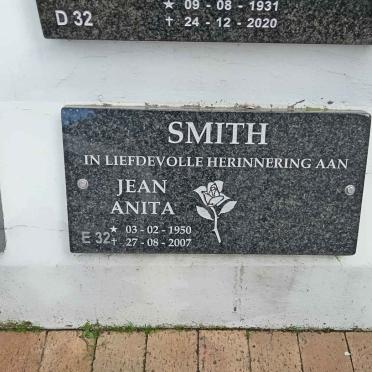 ★ 09 - 08 - 1931
D 32 ✝ 24 - 12 - 2020
SMITH
IN LIEFDEVOLLE HERINNERING AAN
JEAN
ANITA
★ 03 - 02 - 1950
E 32 ✝ 27 - 08 - 2007